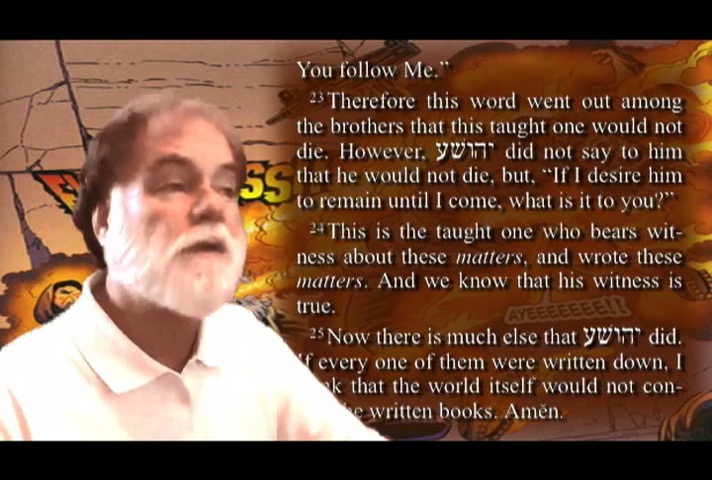 You follow Me.”
23 Therefore this word went out among
the brothers that this taught one would not
die. However, יהושע did not say to him
that he would not die, but, “If I desire him
to remain until I come, what is it to you?”
24 This is the taught one who bears wit-
ness about these matters, and wrote these
matters. And we know that his witness is
true.
AYEEEEEEE!!
25 Now there is much else that יהושע did.
If every one of them were written down, I
nk that the world itself would not con-
written books. Amĕn.